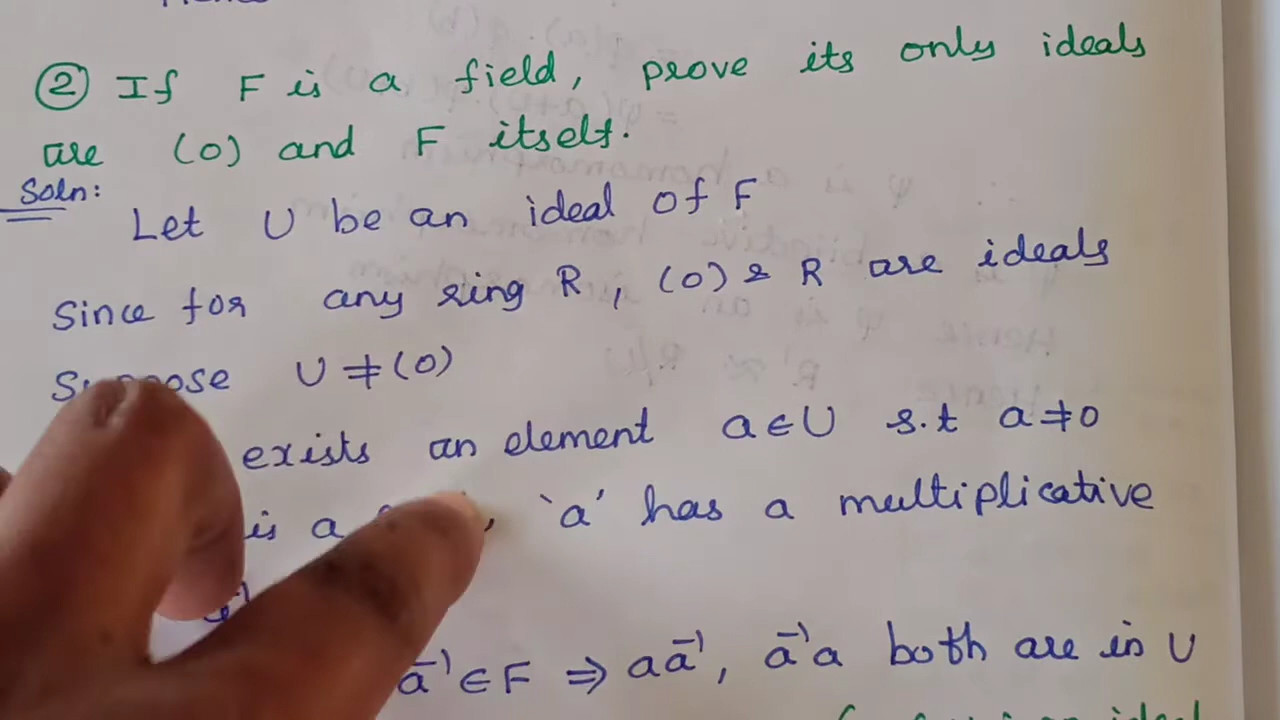 ② If F is a field, prove its only ideals
are (0) and F itself.
Soln:
Let U be an ideal of F
Since for any ring R, (0) & R are ideals
Suppose U ≠ (0)
exists an element a ∈ U s.t a ≠ 0
is a , 'a' has a multiplicative
a⁻¹ ∈ F ⇒ aa⁻¹, a⁻¹a both are in U
ideal